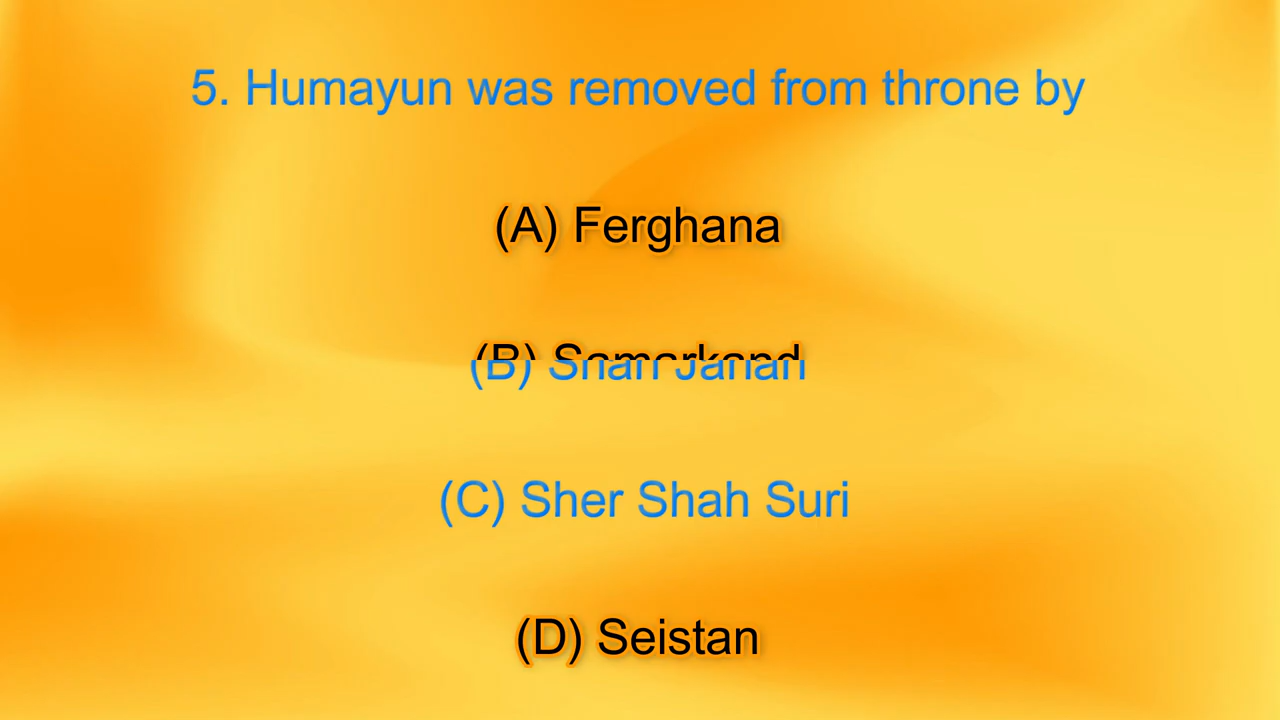 5. Humayun was removed from throne by
(A) Ferghana
(B)
(C) Sher Shah Suri
(D) Seistan